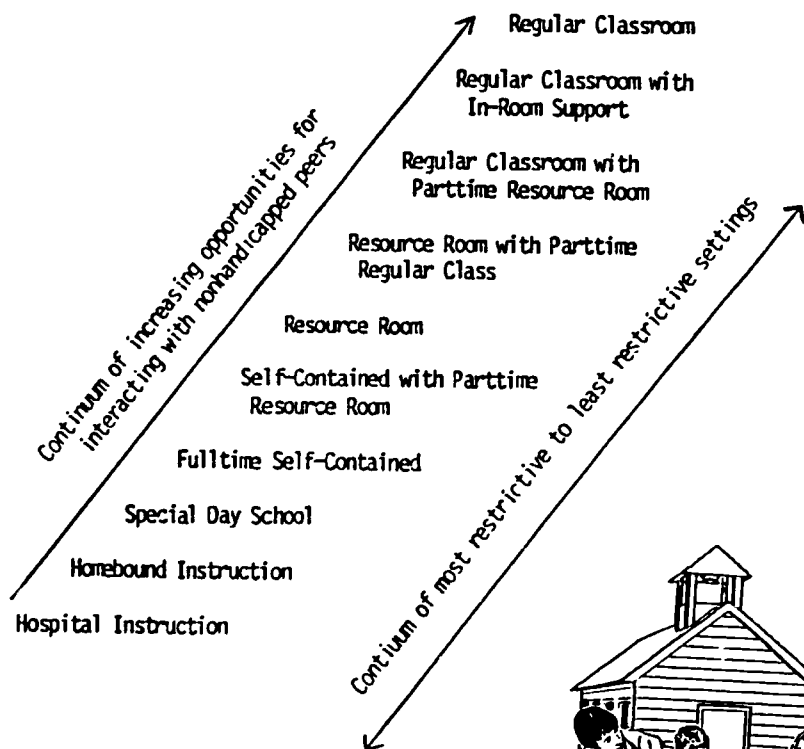 Regular Classroom
Regular Classroom with
In-Room Support
Regular Classroom with
Parttime Resource Room
Resource Room with Parttime
Regular Class
Resource Room
Self-Contained with Parttime
Resource Room
Fulltime Self-Contained
Special Day School
Homebound Instruction
Hospital Instruction
Continuum of increasing opportunities for
interacting with nonhandicapped peers
Contiuum of most restrictive to least restrictive settings